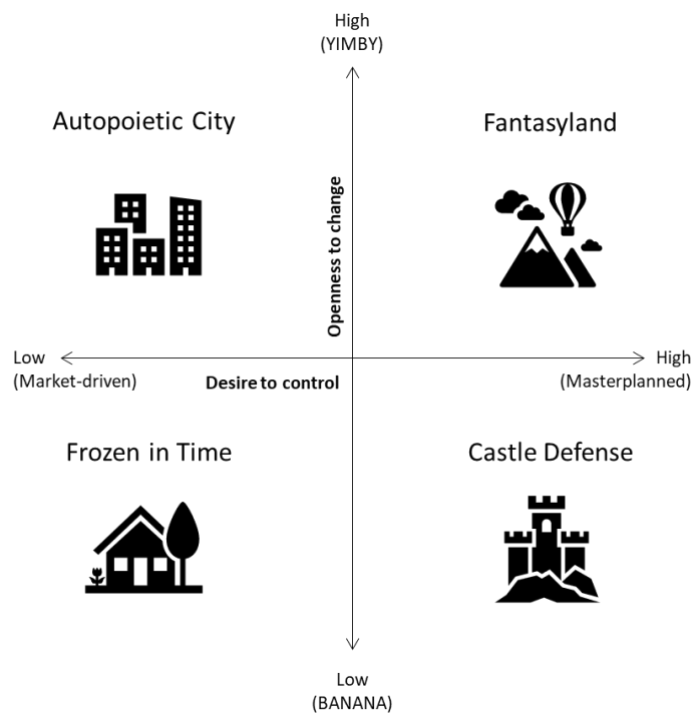 High
(YIMBY)
Autopoietic City
Fantasyland
Openness to change
Low
(Market-driven)
Desire to control
High
(Masterplanned)
Frozen in Time
Castle Defense
Low
(BANANA)